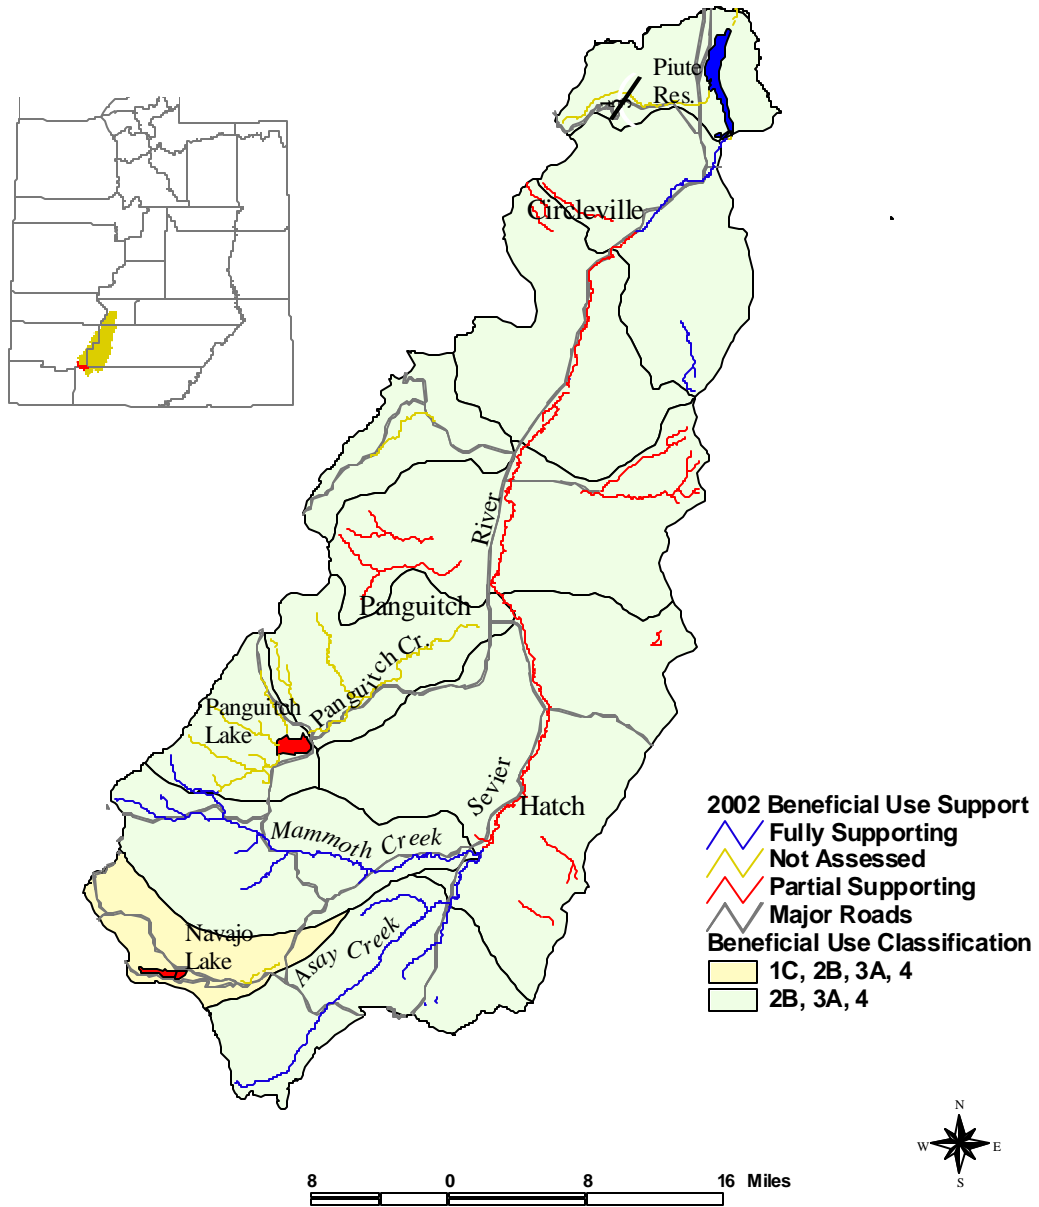 Piute
Res.
Circleville
River
Panguitch
Panguitch Cr.
Panguitch
Lake
Sevier
Hatch
Mammoth Creek
Navajo
Lake
Asay Creek
2002 Beneficial Use Support
Fully Supporting
Not Assessed
Partial Supporting
Major Roads
Beneficial Use Classification
1C, 2B, 3A, 4
2B, 3A, 4
N
W E
S
8 0 8 16 Miles